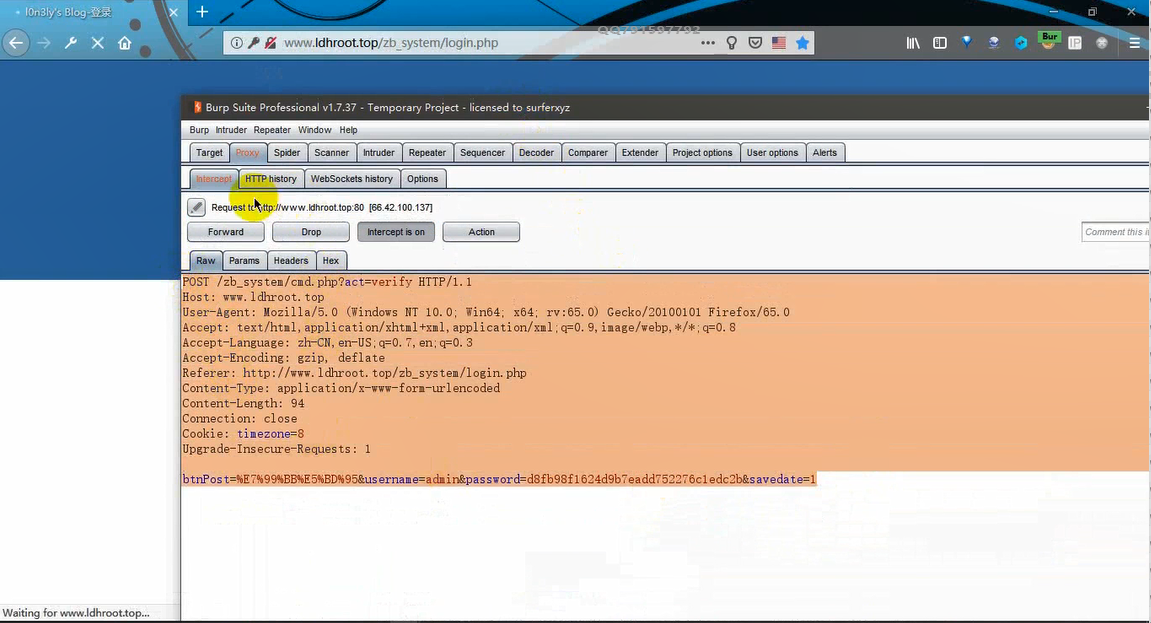 l0n3ly's Blog-登录
www.ldhroot.top/zb_system/login.php
QQ791597792
Bur
IP
Burp Suite Professional v1.7.37 - Temporary Project - licensed to surferxyz
Burp Intruder Repeater Window Help
Target Proxy Spider Scanner Intruder Repeater Sequencer Decoder Comparer Extender Project options User options Alerts
Intercept HTTP history WebSockets history Options
Request to http://www.ldhroot.top:80 [66.42.100.137]
Forward Drop Intercept is on Action Comment this i
Raw Params Headers Hex
POST /zb_system/cmd.php?act=verify HTTP/1.1
Host: www.ldhroot.top
User-Agent: Mozilla/5.0 (Windows NT 10.0; Win64; x64; rv:65.0) Gecko/20100101 Firefox/65.0
Accept: text/html,application/xhtml+xml,application/xml;q=0.9,image/webp,*/*;q=0.8
Accept-Language: zh-CN,en-US;q=0.7,en;q=0.3
Accept-Encoding: gzip, deflate
Referer: http://www.ldhroot.top/zb_system/login.php
Content-Type: application/x-www-form-urlencoded
Content-Length: 94
Connection: close
Cookie: timezone=8
Upgrade-Insecure-Requests: 1
btnPost=%E7%99%BB%E5%BD%95&username=admin&password=d8fb98f1624d9b7eadd752276c1edc2b&savedate=1
Waiting for www.ldhroot.top...